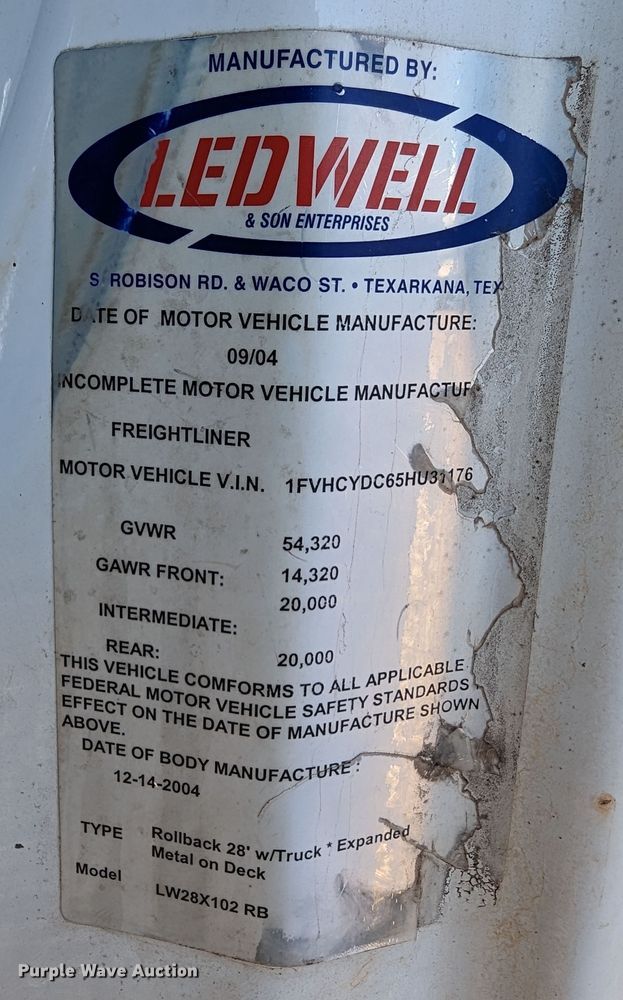 MANUFACTURED BY:
LEDWELL
& SON ENTERPRISES
S. ROBISON RD. & WACO ST. • TEXARKANA, TEX
DATE OF MOTOR VEHICLE MANUFACTURE:
09/04
INCOMPLETE MOTOR VEHICLE MANUFACTUR
FREIGHTLINER
MOTOR VEHICLE V.I.N.
GVWR 54,320
GAWR FRONT: 14,320
INTERMEDIATE: 20,000
REAR: 20,000
THIS VEHICLE COMFORMS TO ALL APPLICABLE
FEDERAL MOTOR VEHICLE SAFETY STANDARDS
EFFECT ON THE DATE OF MANUFACTURE SHOWN
ABOVE.
DATE OF BODY MANUFACTURE:
12-14-2004
TYPE Rollback 28' w/Truck * Expanded
Metal on Deck
Model LW28X102 RB
Purple Wave Auction